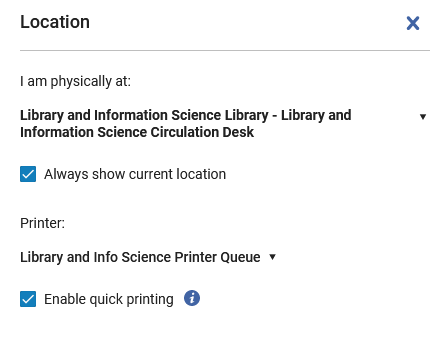 Location
I am physically at:
Library and Information Science Library - Library and
Information Science Circulation Desk
Always show current location
Printer:
Library and Info Science Printer Queue
Enable quick printing